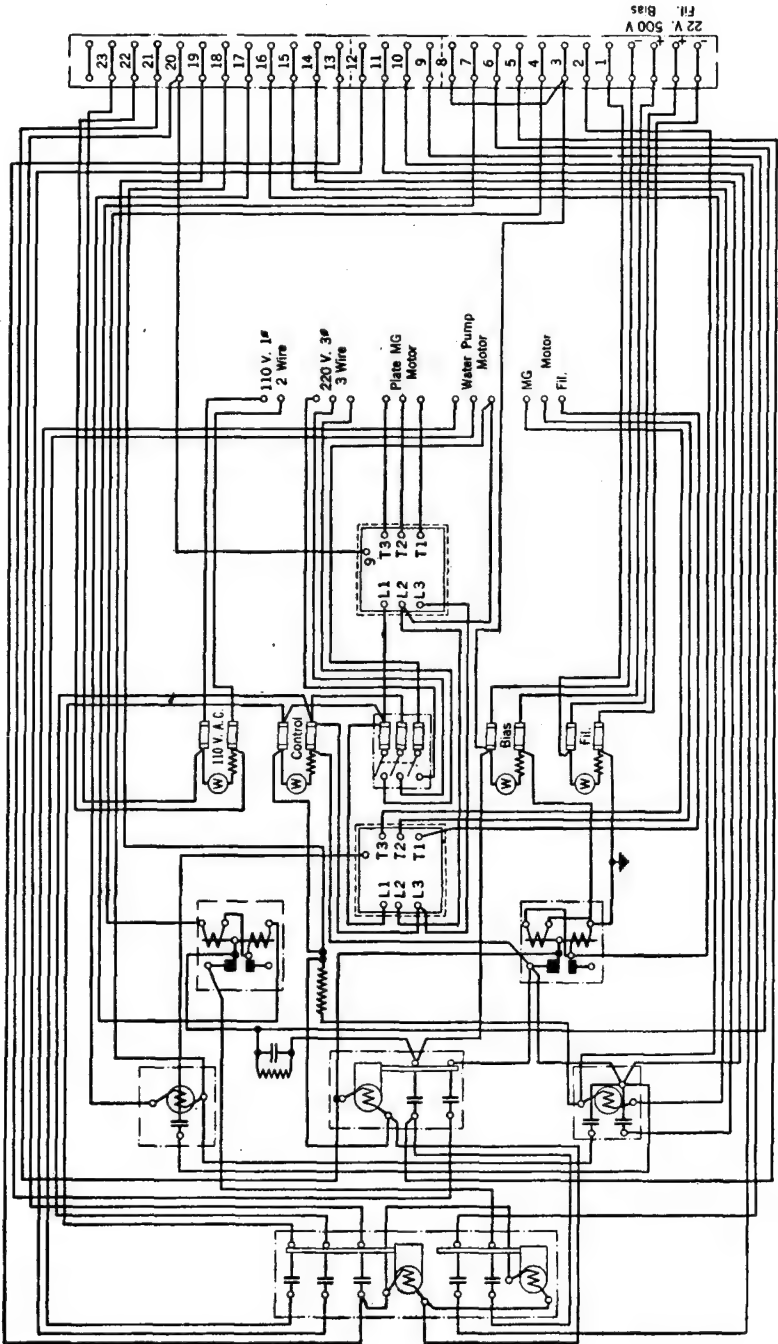 22 V. 500 V
Fil. Bias
- + + -
23
22
21
20
19
18
17
16
15
14
13
12
11
10
9
8
7
6
5
4
3
2
1
110 V. 1ø
2 Wire
220 V. 3ø
3 Wire
Plate MG
Motor
Water Pump
Motor
MG
Motor
Fil.
9
L1 T3
L2 T2
L3 T1
110 V. A.C.
W
Control
W
Bias
W
Fil.
W
L1 T3
L2 T2
L3 T1